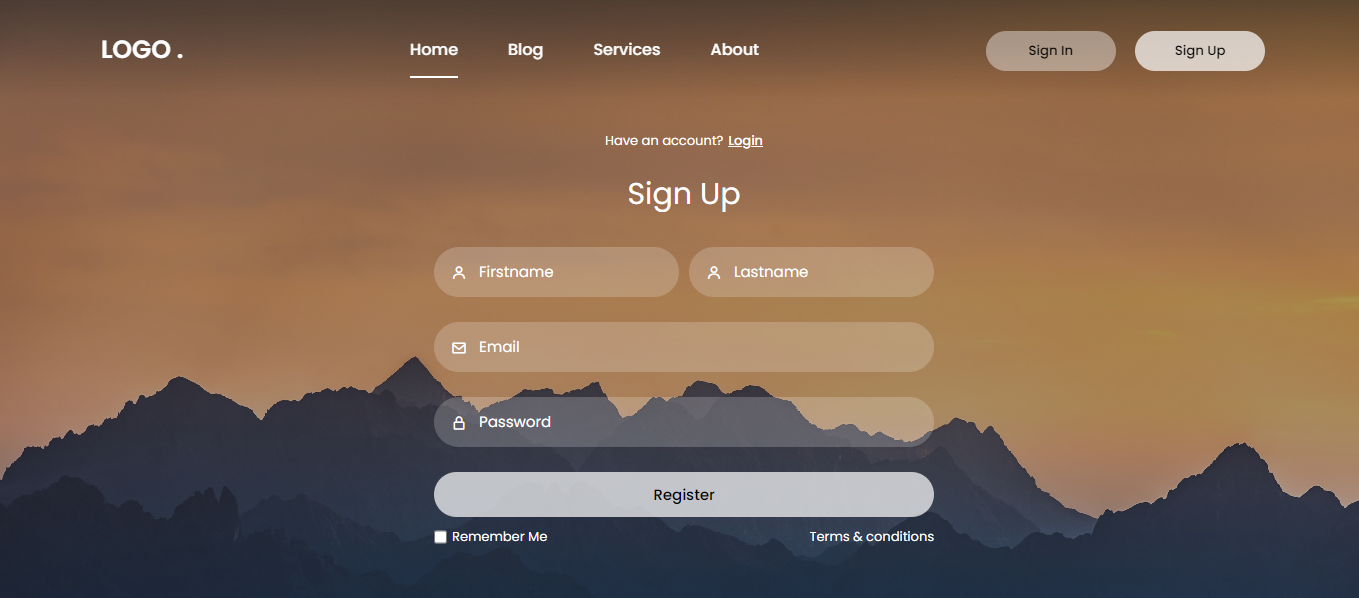 LOGO .
Home Blog Services About
Sign In Sign Up
Have an account? Login
Sign Up
Firstname Lastname
Email
Password
Register
Remember Me Terms & conditions